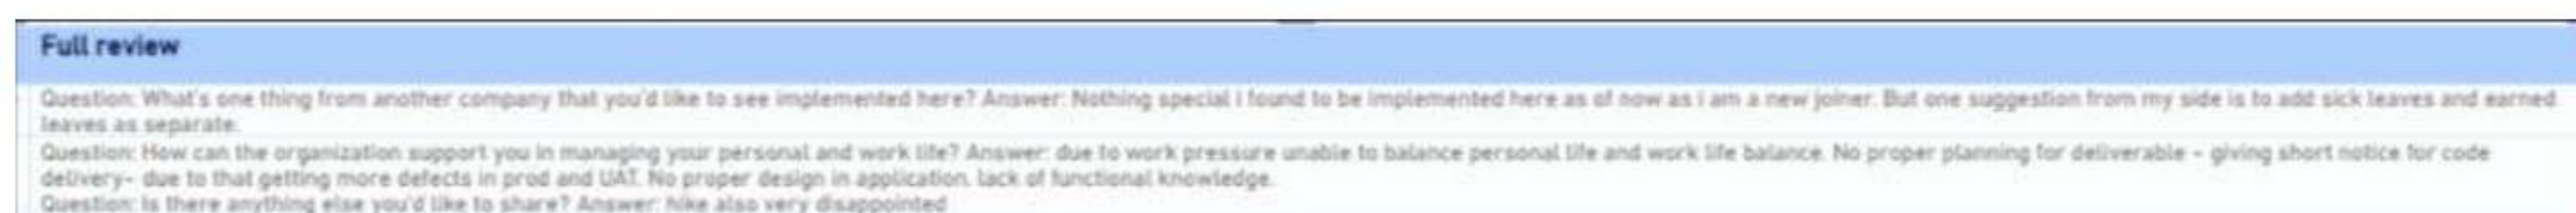 Full review
Question: What's one thing from another company that you'd like to see implemented here? Answer: Nothing special i found to be implemented here as of now as i am a new joiner. But one suggestion from my side is to add sick leaves and earned
leaves as separate.
Question: How can the organization support you in managing your personal and work life? Answer: due to work pressure unable to balance personal life and work life balance. No proper planning for deliverable - giving short notice for code
delivery- due to that getting more defects in prod and UAT. No proper design in application. lack of functional knowledge.
Question: Is there anything else you'd like to share? Answer: hike also very disappointed